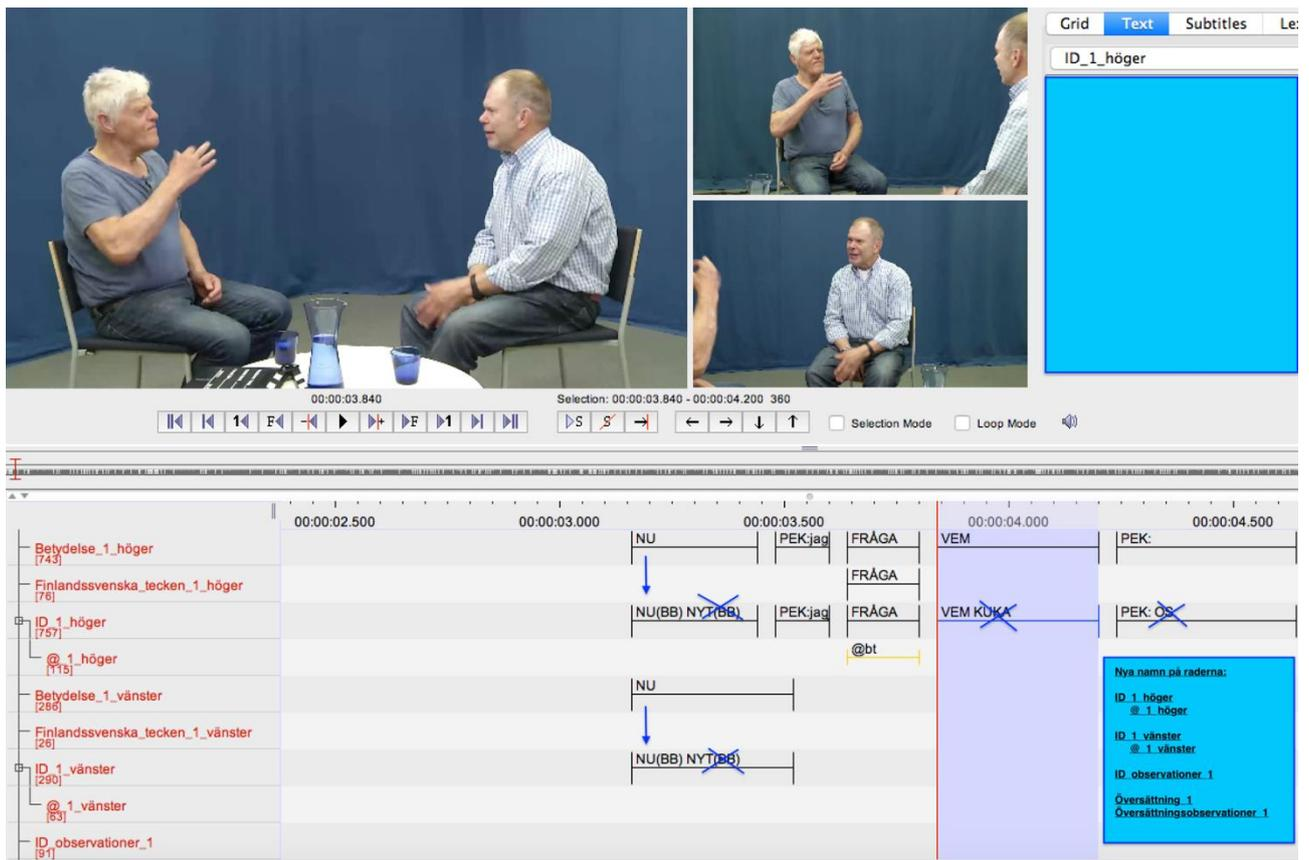 Grid Text Subtitles
ID_1_höger
00:00:03.840
Selection: 00:00:03.840 - 00:00:04.200 360
1 F F 1 S S Selection Mode Loop Mode
00:00:02.500 00:00:03.000 00:00:03.500 00:00:04.000 00:00:04.500
Betydelse_1_höger NU PEK:jag FRÅGA VEM PEK:
[743]
Finlandssvenska_tecken_1_höger FRÅGA
[76]
ID_1_höger NU(BB) NYT(BB) PEK:jag FRÅGA VEM KUKA PEK: OS
[757]
@_1_höger @bt
[115]
Betydelse_1_vänster NU
[286]
Finlandssvenska_tecken_1_vänster
[26]
ID_1_vänster NU(BB) NYT(BB)
[290]
@_1_vänster
[63]
ID_observationer_1
[91]
Nya namn på raderna:
ID_1_höger
@_1_höger
ID_1_vänster
@_1_vänster
ID_observationer_1
Översättning_1
Översättningsobservationer_1